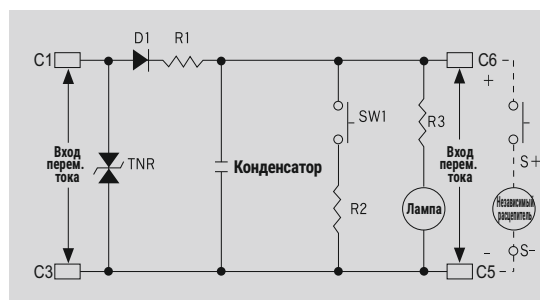 D1
R1
C1
C6
+
SW1
S+
R3
Вход
перем.
тока
TNR
Конденсатор
R2
Лампа
Вход
перем.
тока
Независимый
расцепитель
-
S-
C3
C5